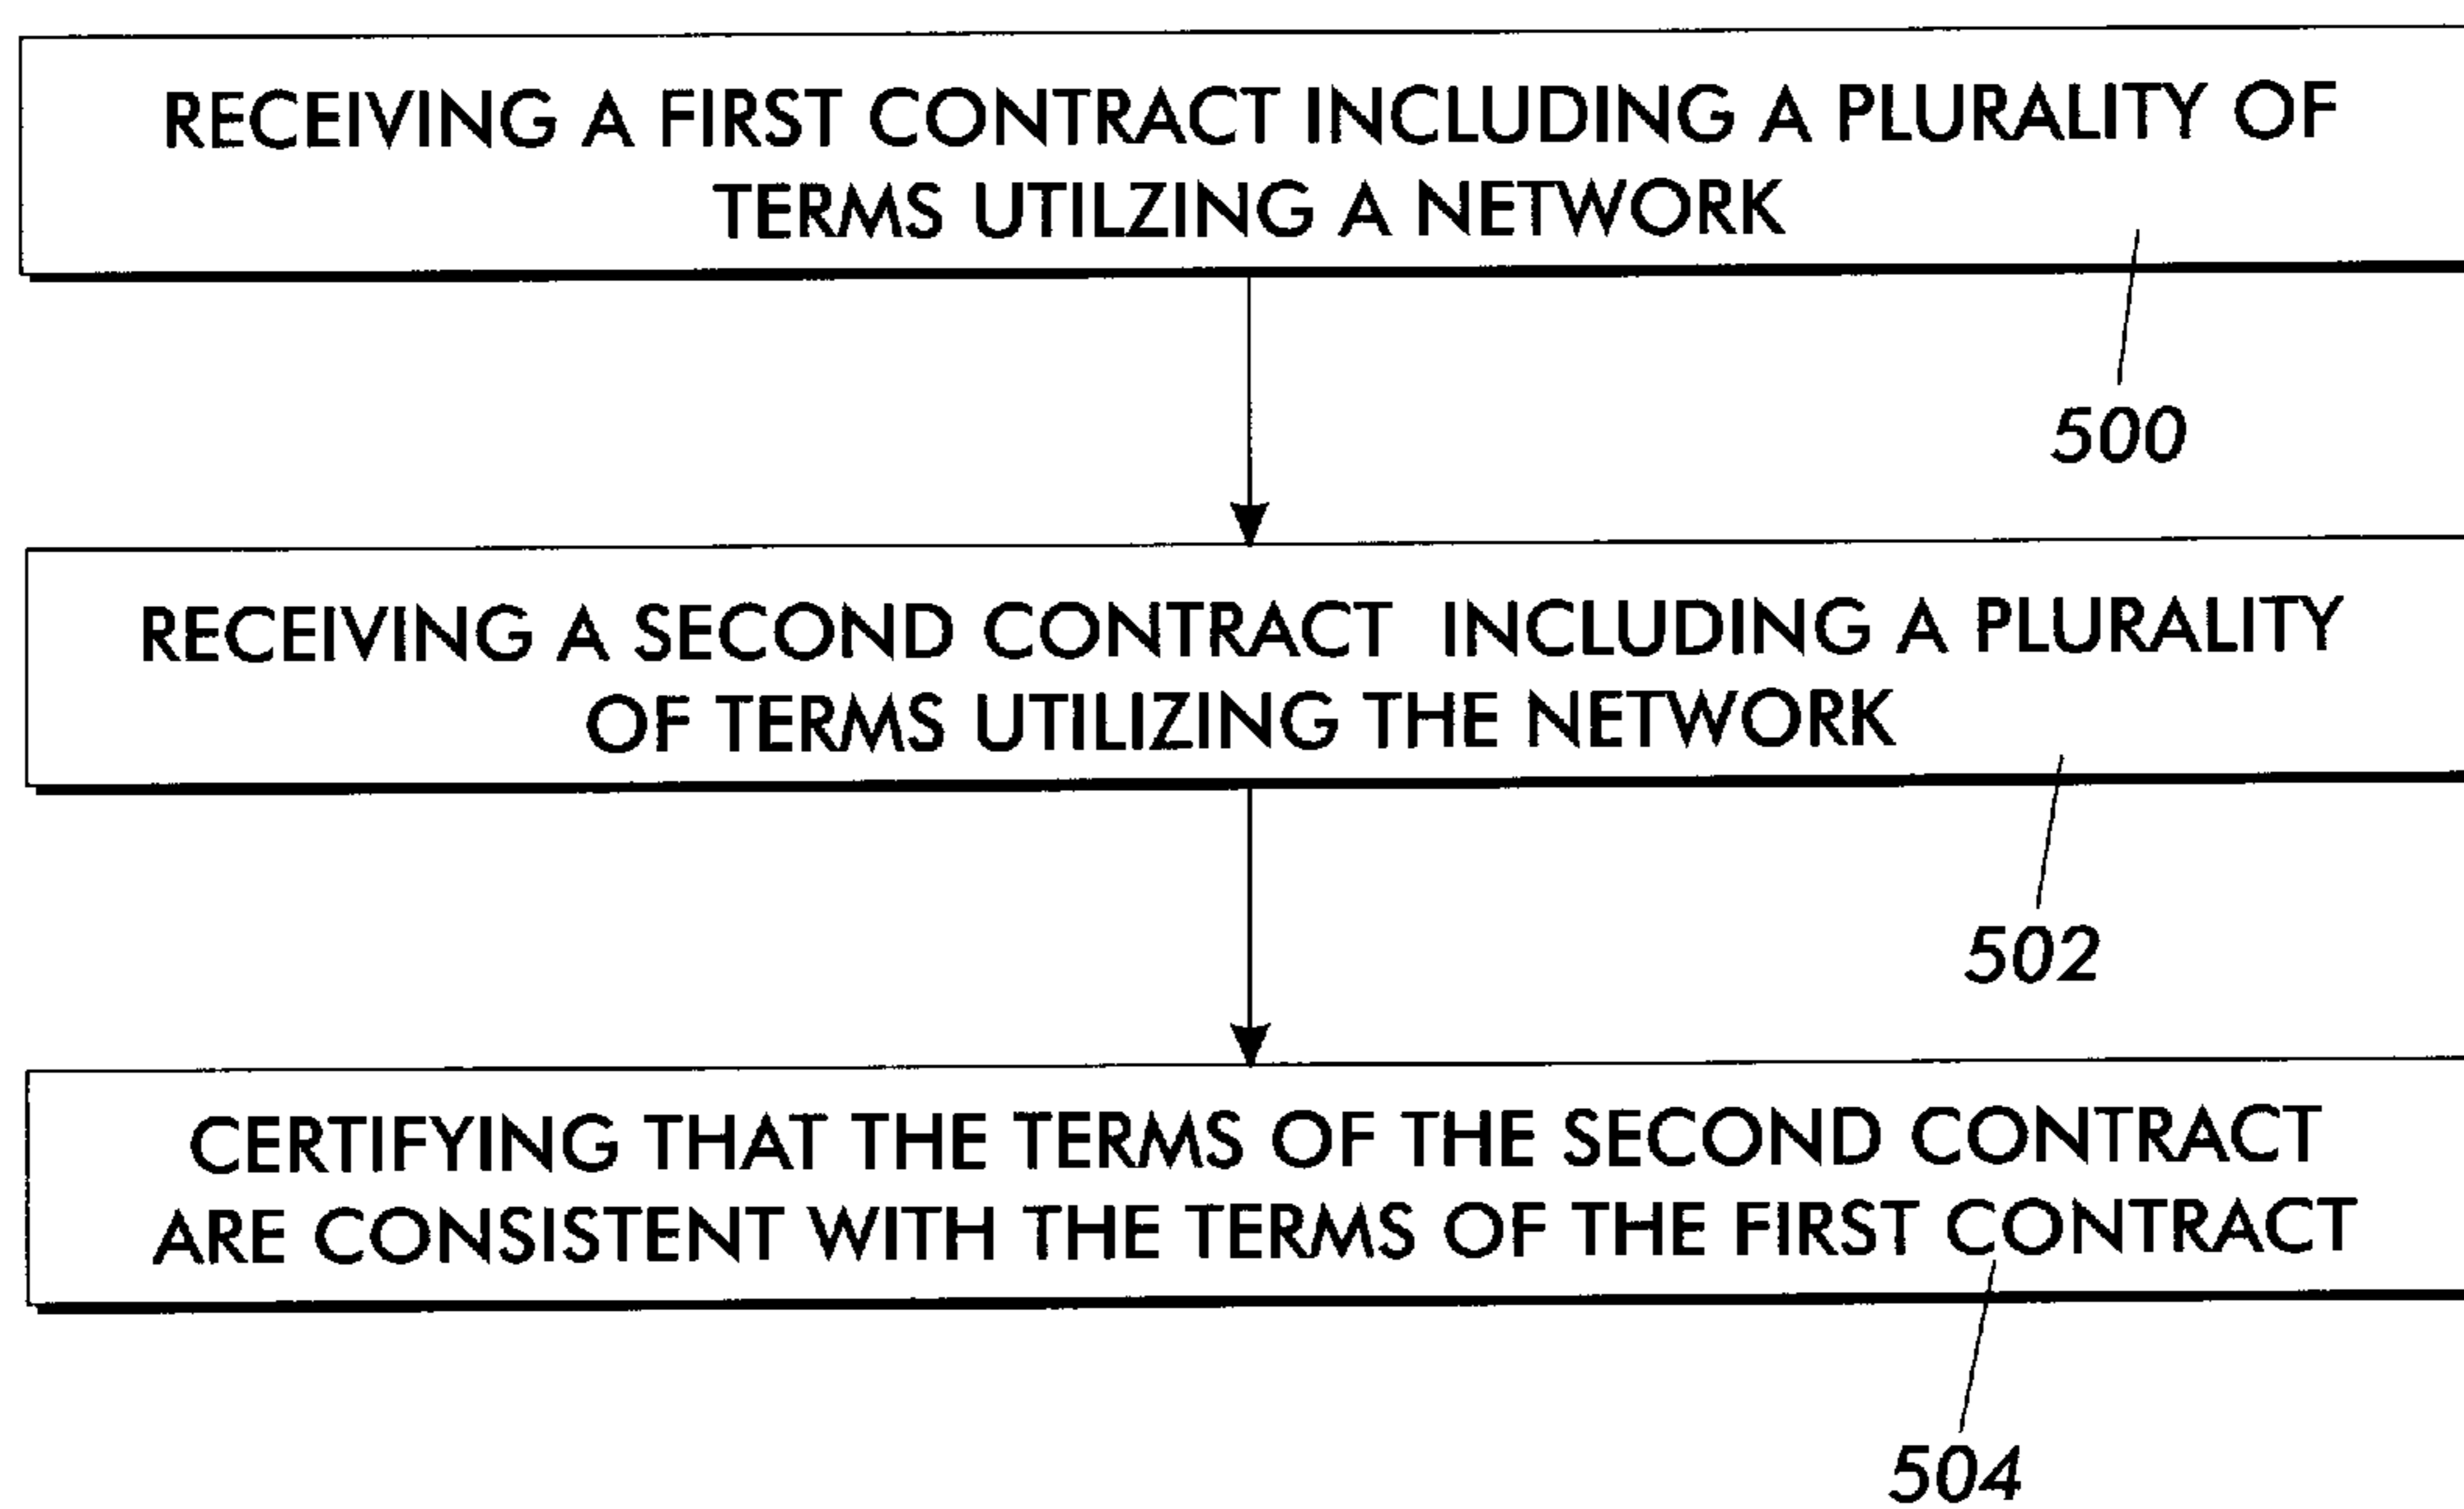 RECEIVING A FIRST CONTRACT INCLUDING A PLURALITY OF
TERMS UTILZING A NETWORK
500
RECEIVING A SECOND CONTRACT INCLUDING A PLURALITY
OF TERMS UTILIZING THE NETWORK
502
CERTIFYING THAT THE TERMS OF THE SECOND CONTRACT
ARE CONSISTENT WITH THE TERMS OF THE FIRST CONTRACT
504